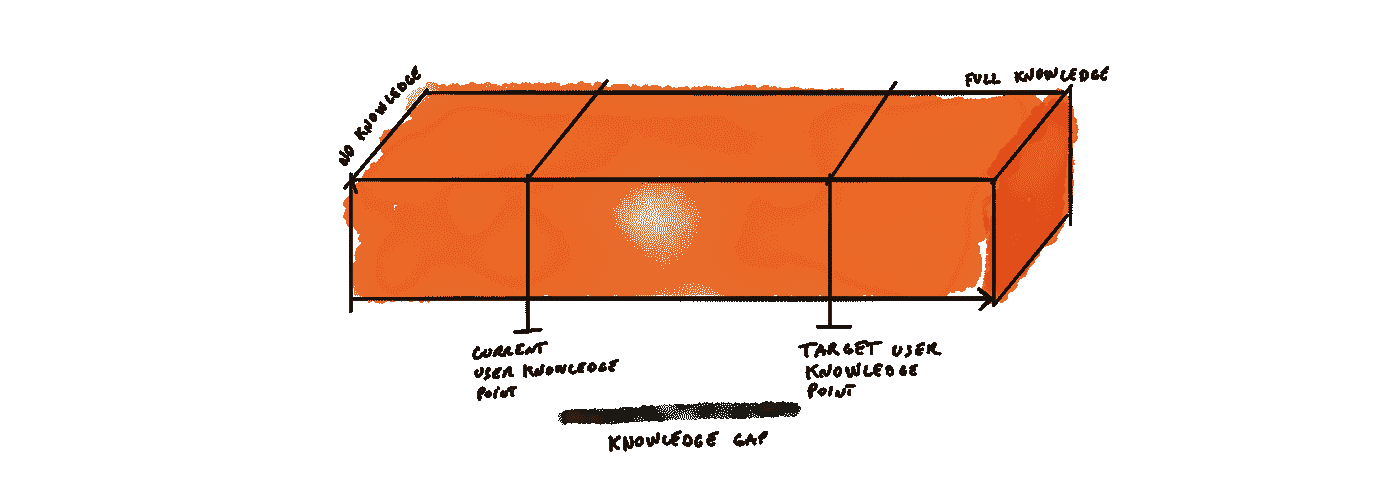 NO KNOWLEDGE
FULL KNOWLEDGE
CURRENT
USER KNOWLEDGE
POINT
TARGET USER
KNOWLEDGE
POINT
KNOWLEDGE GAP